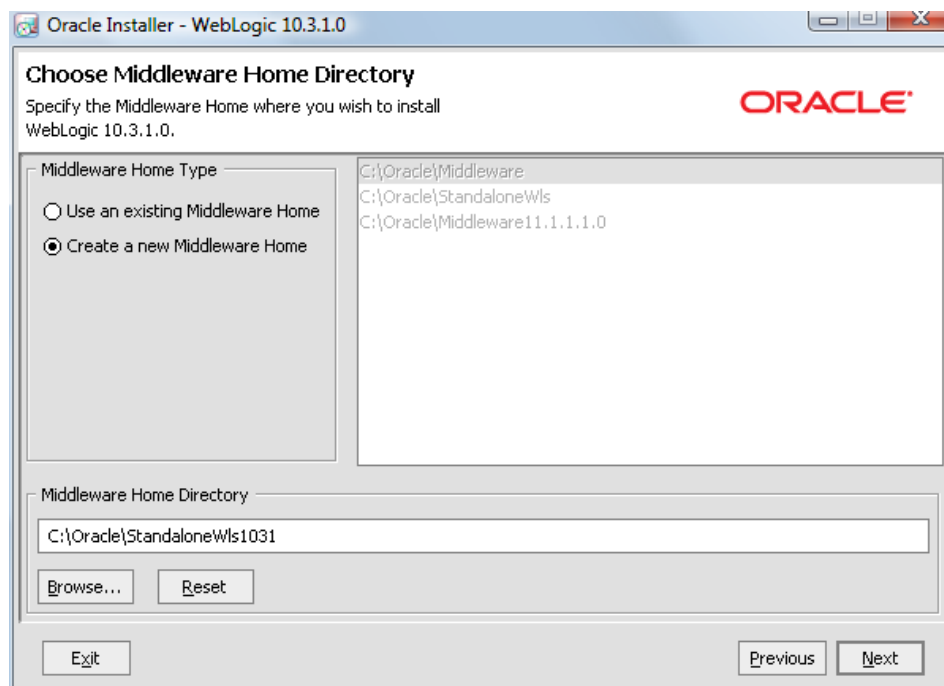 Oracle Installer - WebLogic 10.3.1.0
Choose Middleware Home Directory
Specify the Middleware Home where you wish to install
WebLogic 10.3.1.0.
ORACLE
Middleware Home Type
Use an existing Middleware Home
Create a new Middleware Home
C:\Oracle\Middleware
C:\Oracle\StandaloneWls
C:\Oracle\Middleware11.1.1.1.0
Middleware Home Directory
C:\Oracle\StandaloneWls1031
Browse...
Reset
Exit
Previous
Next